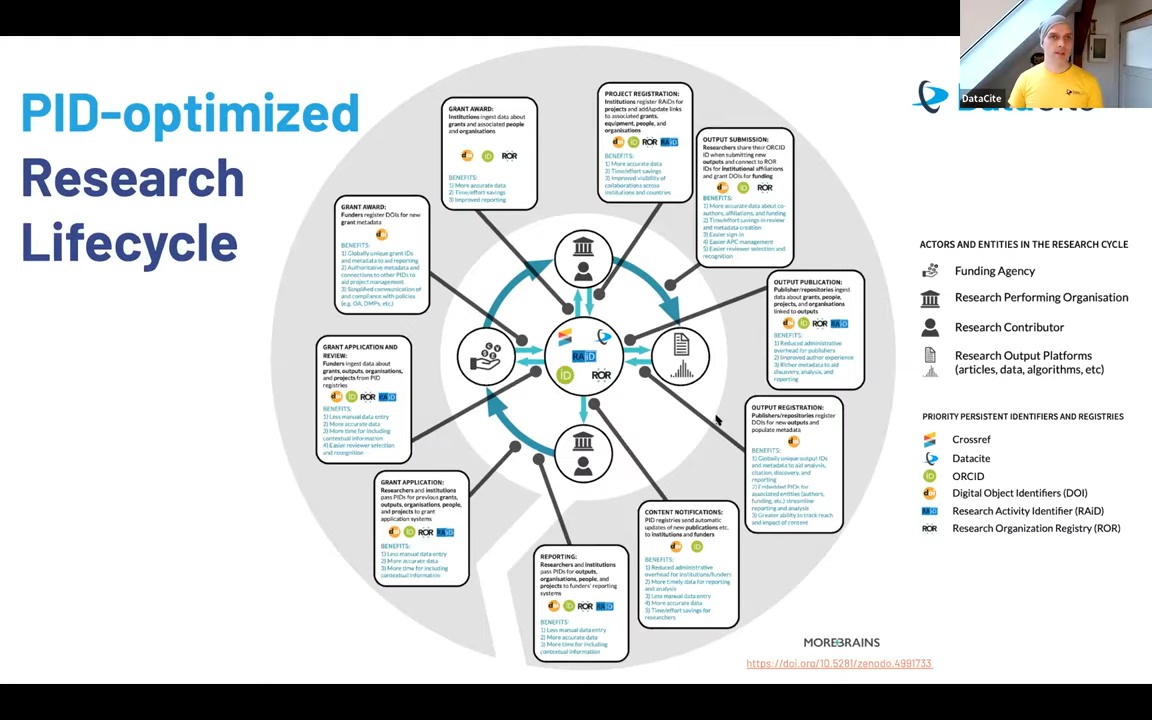 PID-optimized
Research
Lifecycle
GRANT AWARD:
Institutions ingest data about
grants and associated people
and organisations
ROR
BENEFITS:
1) More accurate data
2) Time/effort savings
3) Improved reporting
PROJECT REGISTRATION:
Institutions register RAiDs for
projects and add/update links
to associated grants,
equipment, people, and
organisations
ROR RAiD
BENEFITS:
1) More accurate data
2) Time/effort savings
3) Improved visibility of
collaborations across
institutions and countries
OUTPUT SUBMISSION:
Researchers share their ORCID
iD when submitting new
outputs and connect to ROR
IDs for institutional affiliations
and grant DOIs for funding
ROR
BENEFITS:
1) More accurate data about co-
authors, affiliations, and funding
2) Time/effort savings in review
and metadata creation
3) Easier sign-in
4) Easier APC management
5) Easier reviewer selection and
recognition
GRANT AWARD:
Funders register DOIs for new
grant metadata
BENEFITS:
1) Globally unique grant IDs
and metadata to aid reporting
2) Authoritative metadata and
connections to other PIDs to
aid project management
3) Simplified communication of
and compliance with policies
(e.g. OA, DMPs, etc.)
OUTPUT PUBLICATION:
Publisher/repositories ingest
data about grants, people,
projects, and organisations
linked to outputs
ROR RAiD
BENEFITS:
1) Reduced administrative
overhead for publishers
2) Improved author experience
3) Richer metadata to aid
discovery, analysis, and
reporting
GRANT APPLICATION AND
REVIEW:
Funders ingest data about
grants, outputs, organisations,
and projects from PID
registries
ROR RAiD
BENEFITS:
1) Less manual data entry
2) More accurate data
3) More time for including
contextual information
4) Easier reviewer selection
and recognition
RAiD
iD ROR
OUTPUT REGISTRATION:
Publishers/repositories register
DOIs for new outputs and
populate metadata
BENEFITS:
1) Globally unique output IDs
and metadata to aid analysis,
citation, discovery, and
reporting
2) Embedded PIDs for
associated entities (authors,
funding, etc.) streamline
reporting and analysis
3) Greater ability to track reach
and impact of content
GRANT APPLICATION:
Researchers and institutions
pass PIDs for previous grants,
outputs, organisations, people,
and projects to grant
application systems
ROR RAiD
BENEFITS:
1) Less manual data entry
2) More accurate data
3) More time for including
contextual information
REPORTING:
Researchers and institutions
pass PIDs for outputs,
organisations, people, and
projects to funders' reporting
systems
ROR RAiD
BENEFITS:
1) Less manual data entry
2) More accurate data
3) More time for including
contextual information
CONTENT NOTIFICATIONS:
PID registries send automatic
updates of new publications etc.
to institutions and funders
BENEFITS:
1) Reduced administrative
overhead for institutions/funders
2) More timely data for reporting
and analysis
3) Less manual data entry
4) More accurate data
5) Time/effort savings for
researchers
DataCite
ACTORS AND ENTITIES IN THE RESEARCH CYCLE
Funding Agency
Research Performing Organisation
Research Contributor
Research Output Platforms
(articles, data, algorithms, etc)
PRIORITY PERSISTENT IDENTIFIERS AND REGISTRIES
Crossref
Datacite
ORCID
Digital Object Identifiers (DOI)
Research Activity Identifier (RAiD)
Research Organization Registry (ROR)
MOREBRAINS
https://doi.org/10.5281/zenodo.4991733